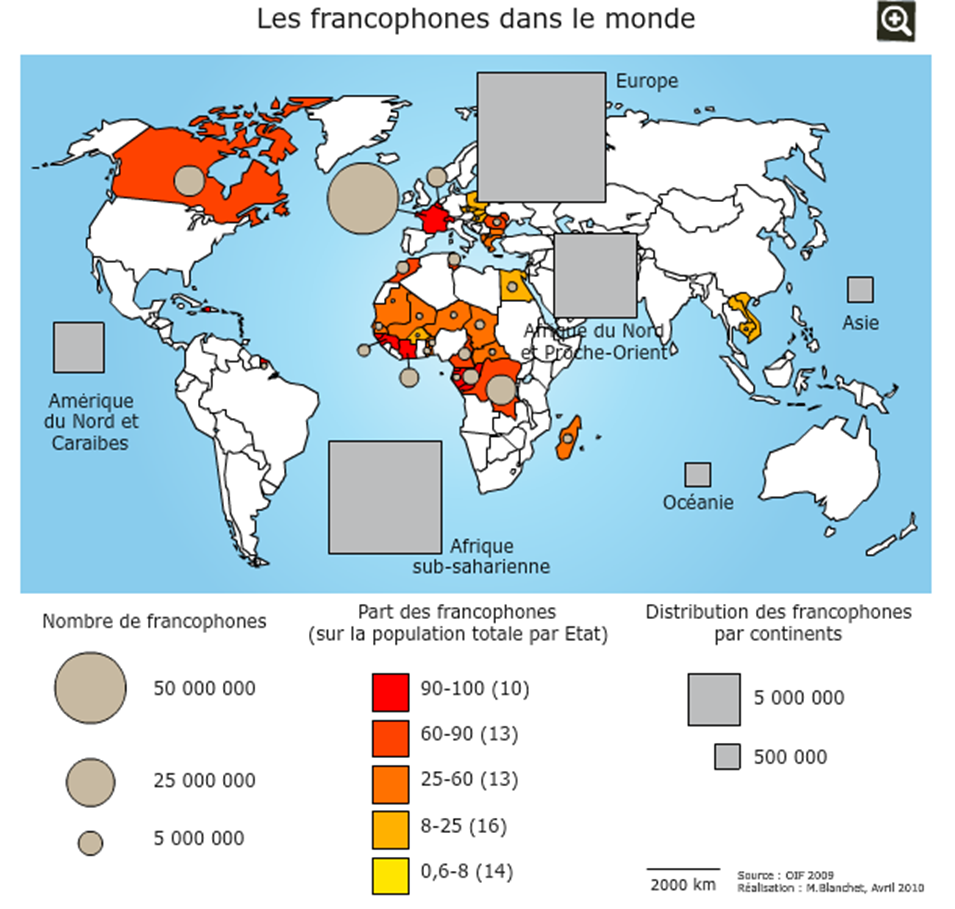 Les francophones dans le monde
Europe
Afrique du Nord
et Proche-Orient
Asie
Amérique
du Nord et
Caraibes
Océanie
Afrique
sub-saharienne
Nombre de francophones
50 000 000
25 000 000
5 000 000
Part des francophones
(sur la population totale par Etat)
90-100 (10)
60-90 (13)
25-60 (13)
8-25 (16)
0,6-8 (14)
Distribution des francophones
par continents
5 000 000
500 000
2000 km
Source : OIF 2009
Réalisation : M.Blanchet, Avril 2010